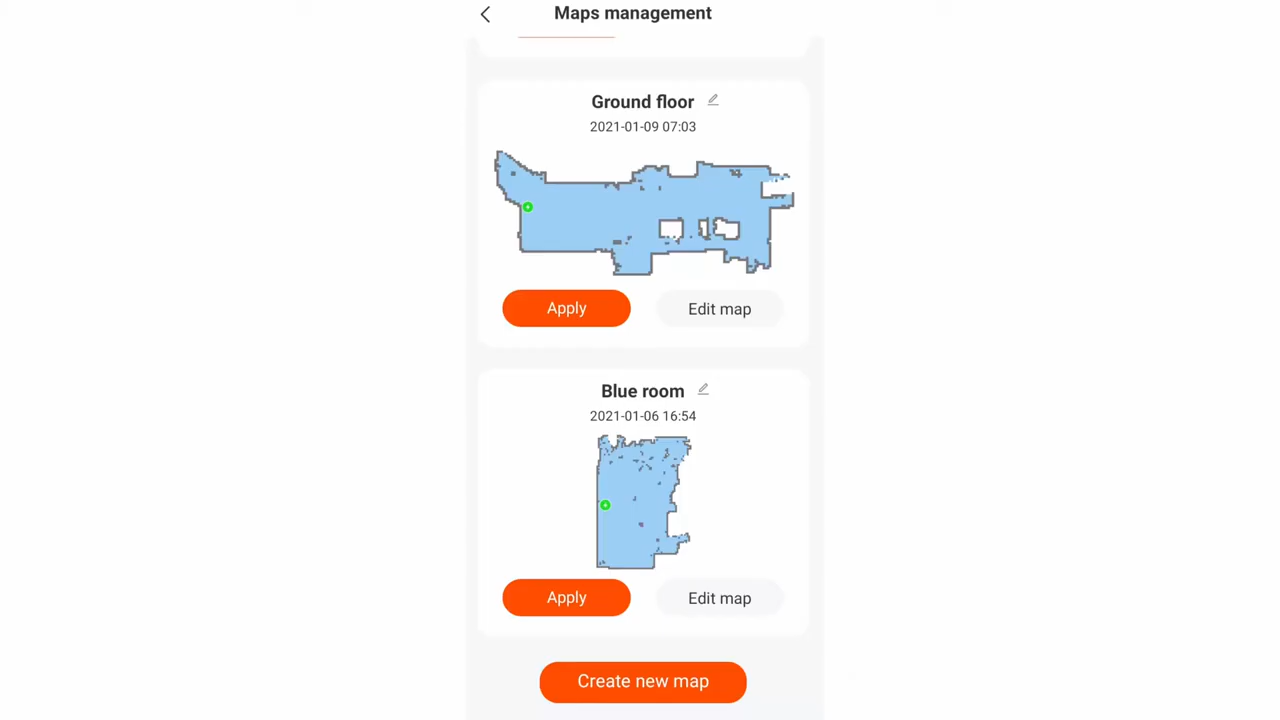 Maps management
Ground floor
2021-01-09 07:03
Apply
Edit map
Blue room
2021-01-06 16:54
Apply
Edit map
Create new map